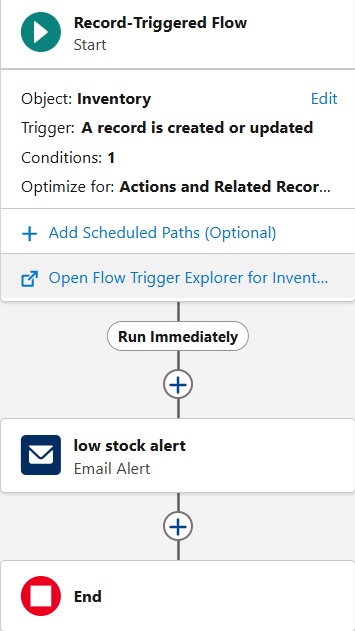 Record-Triggered Flow
Start
Object: Inventory Edit
Trigger: A record is created or updated
Conditions: 1
Optimize for: Actions and Related Recor...
+ Add Scheduled Paths (Optional)
Open Flow Trigger Explorer for Invent...
Run Immediately
low stock alert
Email Alert
End